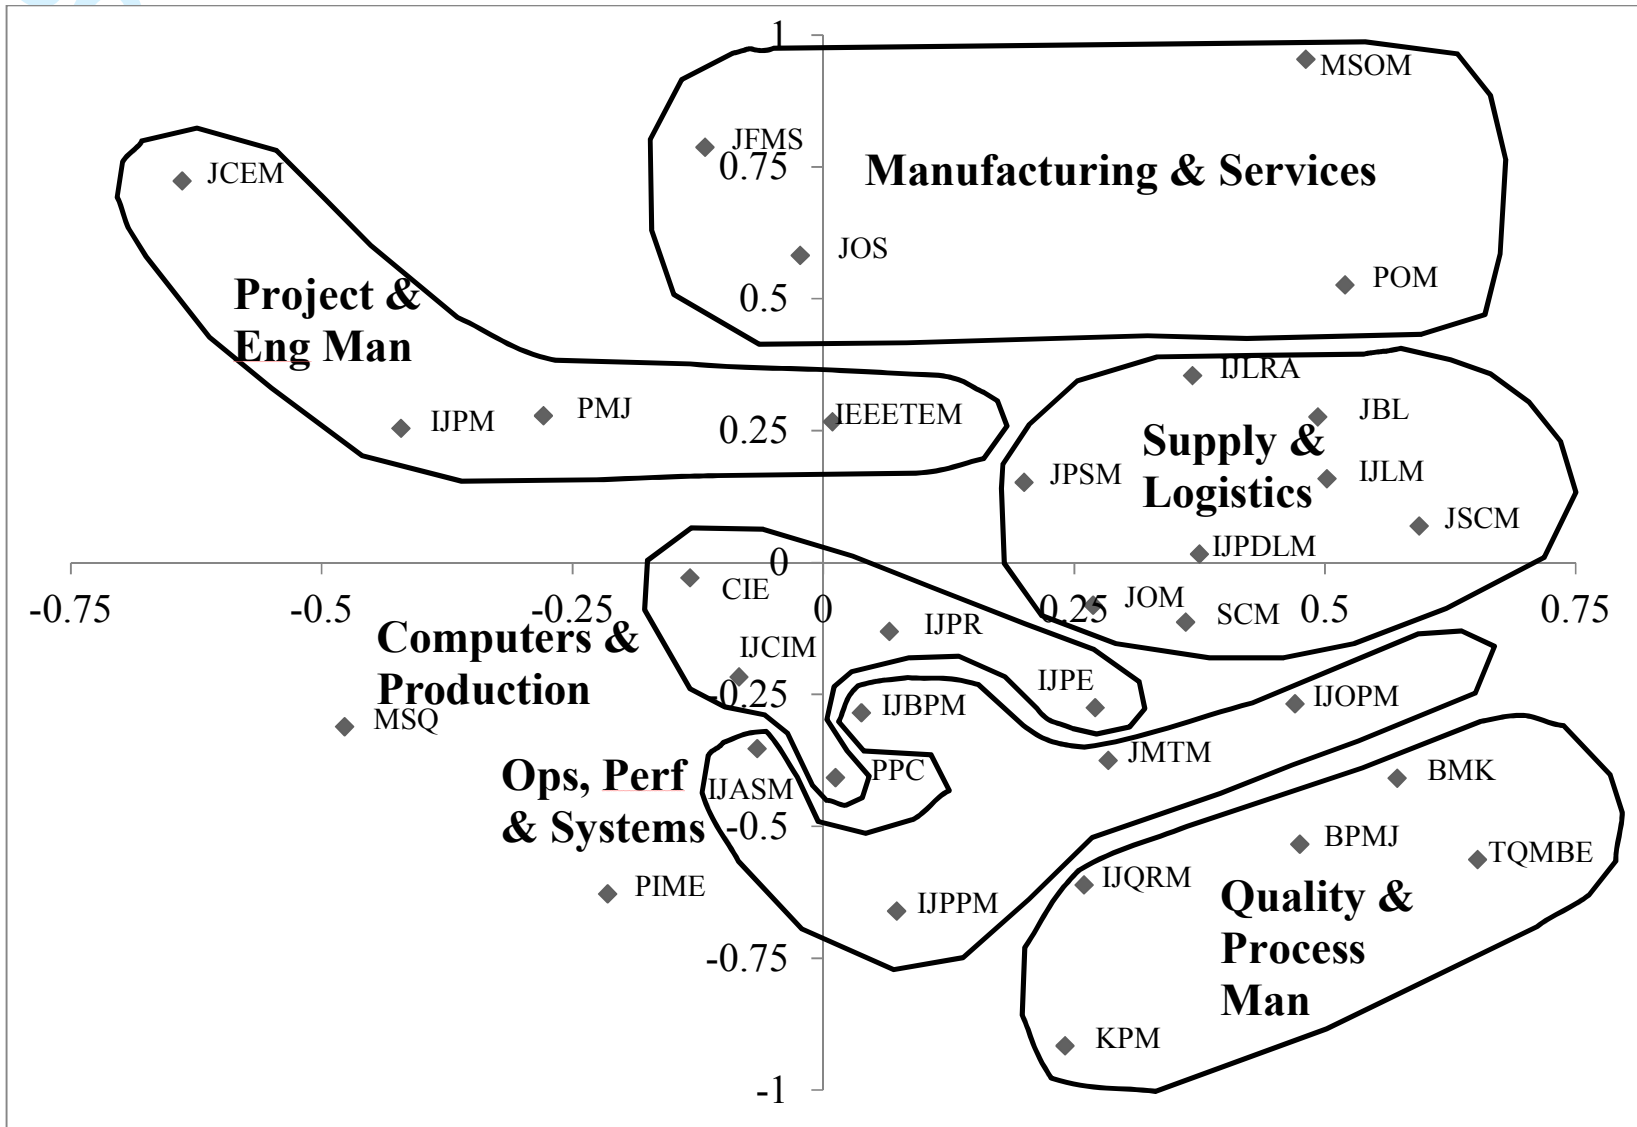 1
MSOM
JFMS
0.75
Manufacturing & Services
JCEM
JOS
POM
0.5
Project &
Eng Man
IJLRA
JBL
PMJ
IEEETEM
IJPM
0.25
Supply &
Logistics
JPSM
IJLM
JSCM
IJPDLM
0
CIE
JOM
SCM
-0.75
-0.5
-0.25
0
0.25
0.5
0.75
IJPR
Computers &
Production
IJCIM
IJPE
-0.25
IJBPM
IJOPM
MSQ
JMTM
PPC
BMK
Ops, Perf
& Systems
IJASM
-0.5
BPMJ
TQMBE
IJQRM
PIME
IJPPM
Quality &
Process
Man
-0.75
KPM
-1